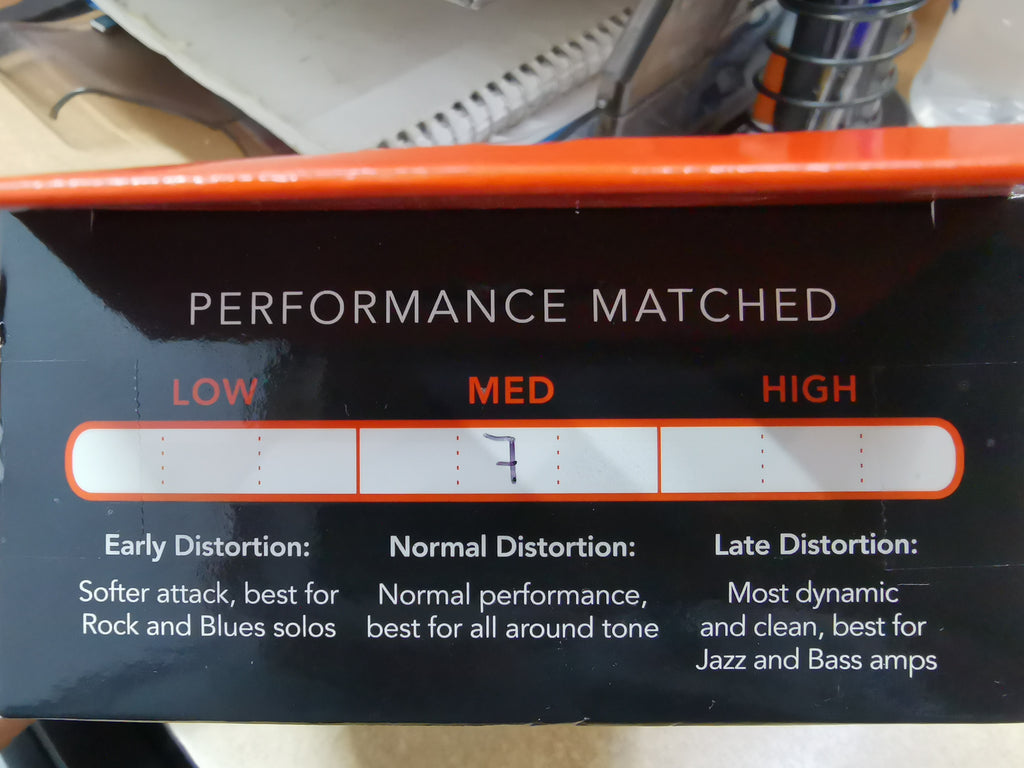 PERFORMANCE MATCHED
LOW MED HIGH
7
Early Distortion: Normal Distortion: Late Distortion:
Softer attack, best for
Rock and Blues solos
Normal performance,
best for all around tone
Most dynamic
and clean, best for
Jazz and Bass amps